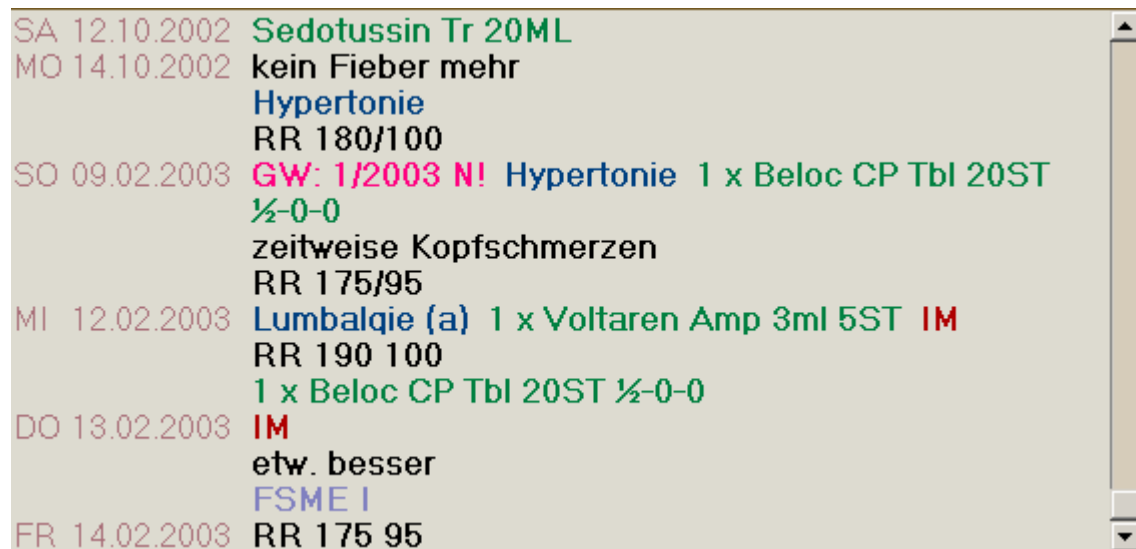 SA 12.10.2002 Sedotussin Tr 20ML
MO 14.10.2002 kein Fieber mehr
Hypertonie
RR 180/100
SO 09.02.2003 GW: 1/2003 N! Hypertonie 1 x Beloc CP Tbl 20ST
½-0-0
zeitweise Kopfschmerzen
RR 175/95
MI 12.02.2003 Lumbalgie (a) 1 x Voltaren Amp 3ml 5ST IM
RR 190 100
1 x Beloc CP Tbl 20ST ½-0-0
DO 13.02.2003 IM
etw. besser
FSME I
FR 14.02.2003 RR 175 95